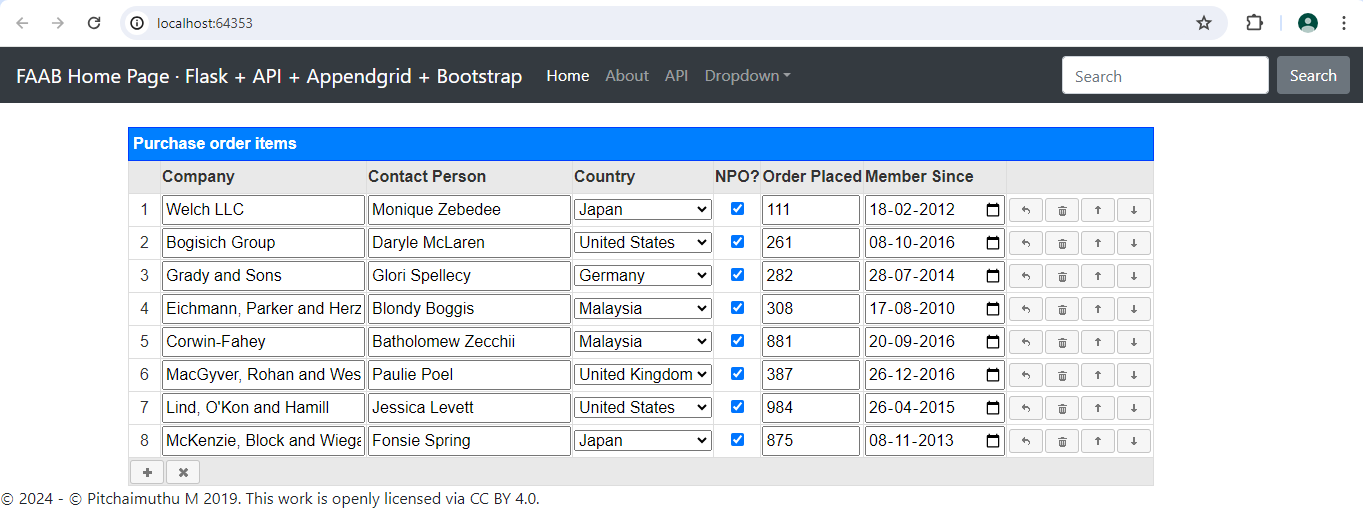 localhost:64353
FAAB Home Page · Flask + API + Appendgrid + Bootstrap Home About API Dropdown Search Search
Purchase order items
Company Contact Person Country NPO? Order Placed Member Since
1 Welch LLC Monique Zebedee Japan 111 18-02-2012
2 Bogisich Group Daryle McLaren United States 261 08-10-2016
3 Grady and Sons Glori Spellecy Germany 282 28-07-2014
4 Eichmann, Parker and Herz Blondy Boggis Malaysia 308 17-08-2010
5 Corwin-Fahey Batholomew Zecchii Malaysia 881 20-09-2016
6 MacGyver, Rohan and Wes Paulie Poel United Kingdom 387 26-12-2016
7 Lind, O'Kon and Hamill Jessica Levett United States 984 26-04-2015
8 McKenzie, Block and Wiega Fonsie Spring Japan 875 08-11-2013
© 2024 - © Pitchaimuthu M 2019. This work is openly licensed via CC BY 4.0.